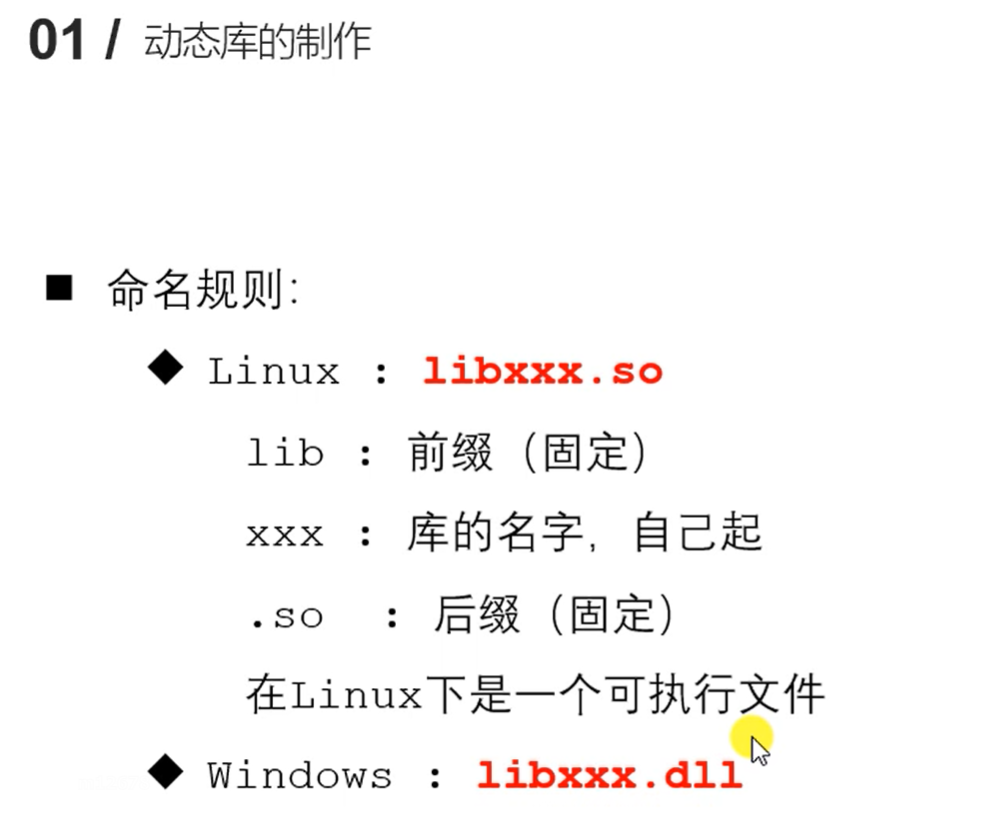 01 / 动态库的制作
■ 命名规则：
◆ Linux : libxxx.so
lib : 前缀（固定）
xxx : 库的名字，自己起
.so : 后缀（固定）
在Linux下是一个可执行文件
◆ Windows : libxxx.dll